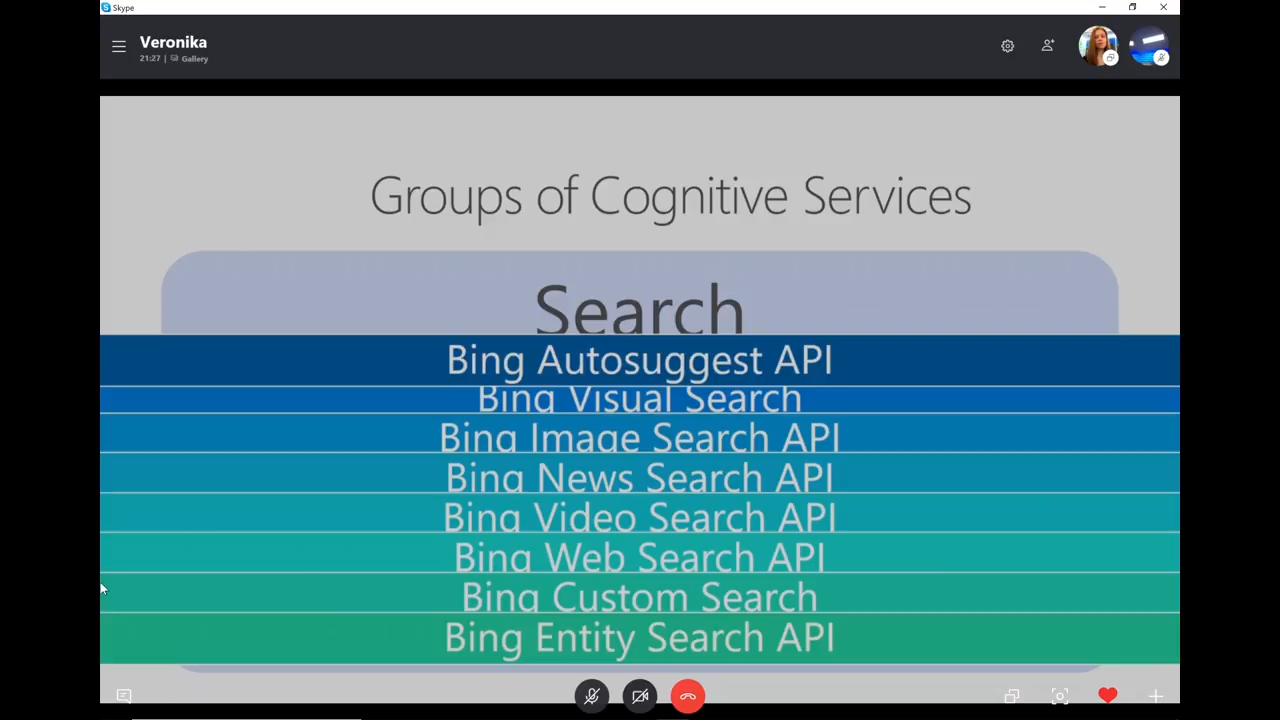 Skype
Veronika
21:27 | Gallery
Groups of Cognitive Services
Search
Bing Autosuggest API
Bing Visual Search
Bing Image Search API
Bing News Search API
Bing Video Search API
Bing Web Search API
Bing Custom Search
Bing Entity Search API